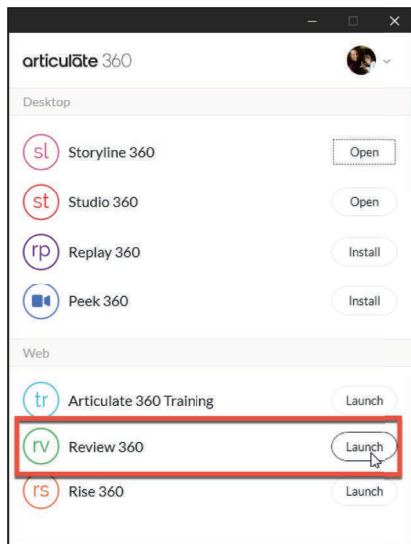 articulāte 360
Desktop
sl Storyline 360 Open
st Studio 360 Open
rp Replay 360 Install
Peek 360 Install
Web
tr Articulate 360 Training Launch
rv Review 360 Launch
rs Rise 360 Launch